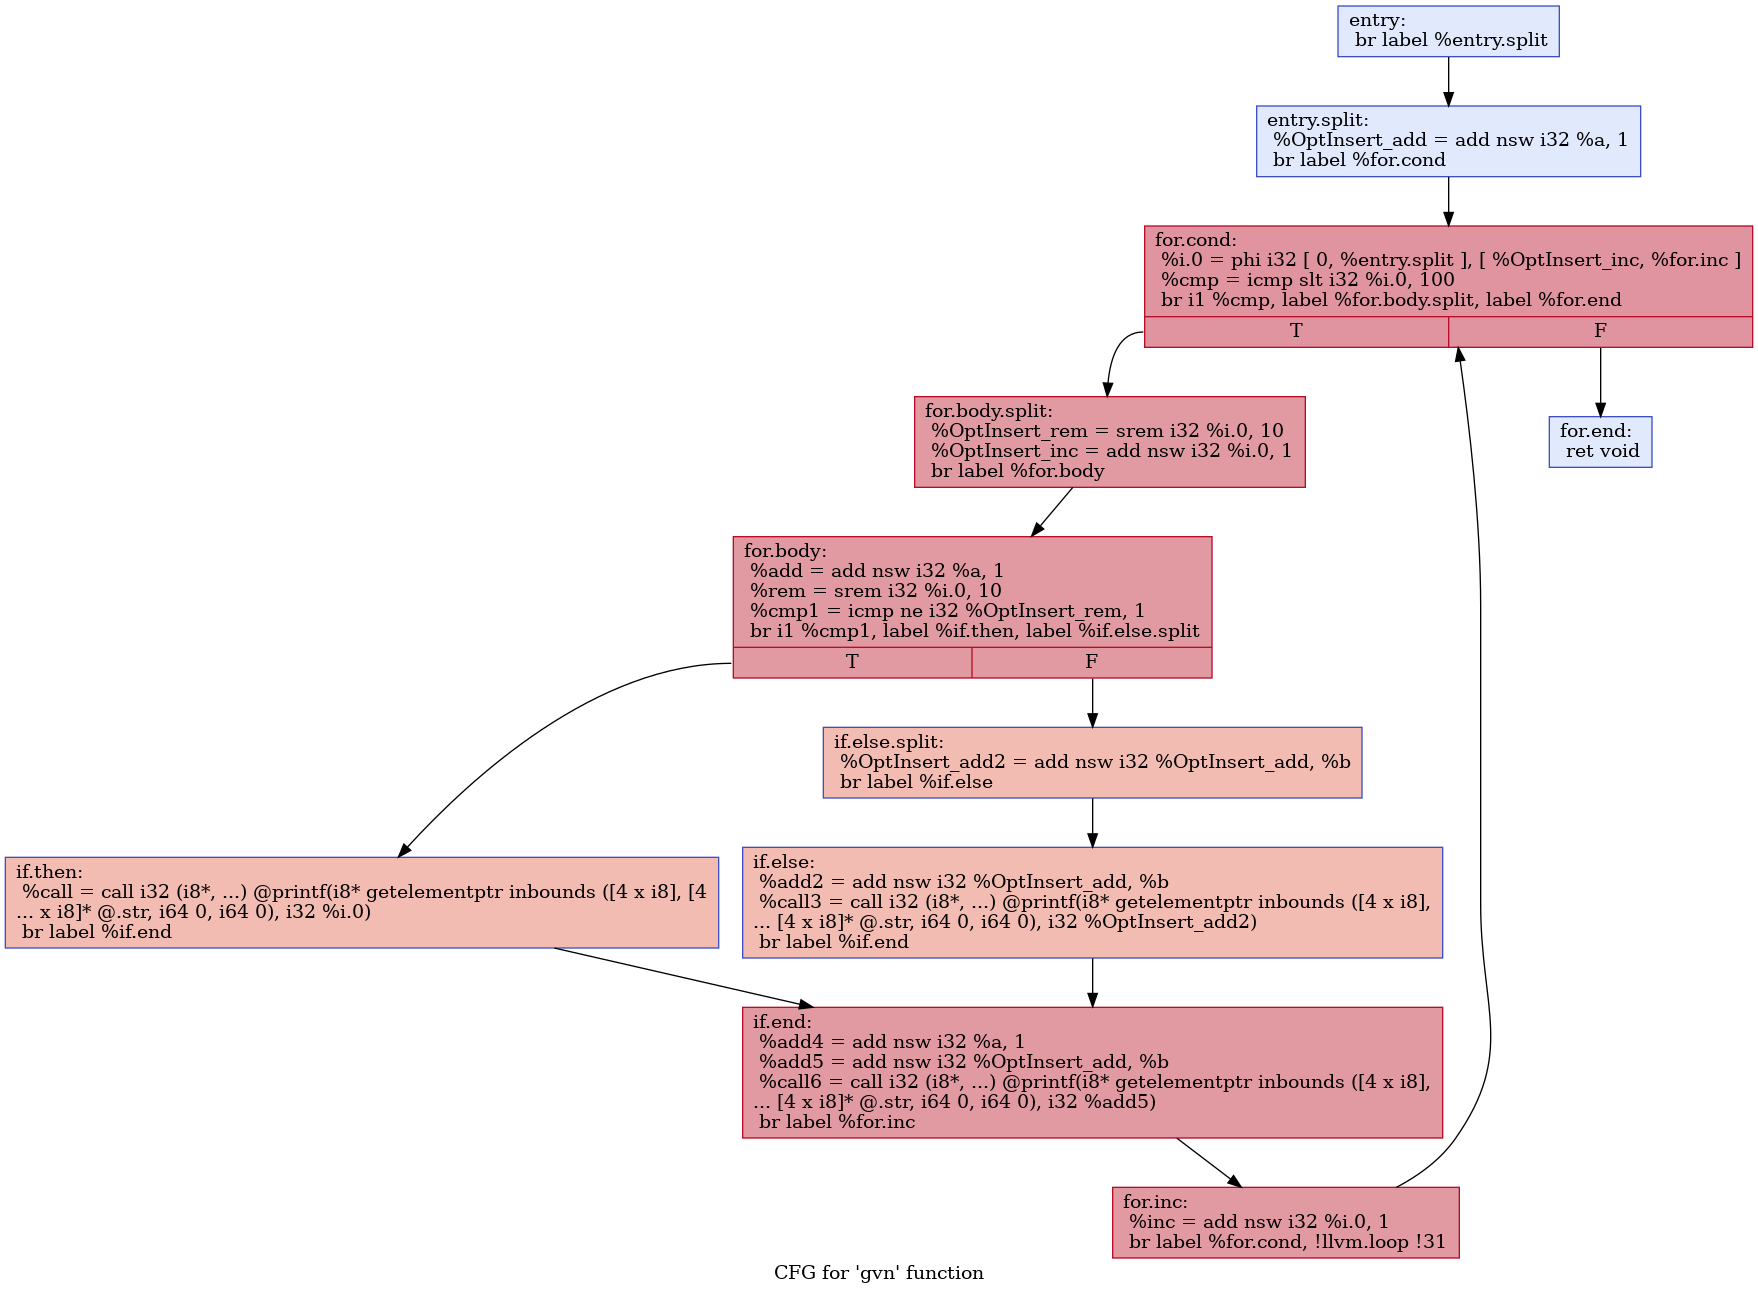 entry:
br label %entry.split
entry.split:
%OptInsert_add = add nsw i32 %a, 1
br label %for.cond
for.cond:
%i.0 = phi i32 [ 0, %entry.split ], [ %OptInsert_inc, %for.inc ]
%cmp = icmp slt i32 %i.0, 100
br i1 %cmp, label %for.body.split, label %for.end
T
F
for.body.split:
%OptInsert_rem = srem i32 %i.0, 10
%OptInsert_inc = add nsw i32 %i.0, 1
br label %for.body
for.end:
ret void
for.body:
%add = add nsw i32 %a, 1
%rem = srem i32 %i.0, 10
%cmp1 = icmp ne i32 %OptInsert_rem, 1
br i1 %cmp1, label %if.then, label %if.else.split
T
F
if.else.split:
%OptInsert_add2 = add nsw i32 %OptInsert_add, %b
br label %if.else
if.then:
%call = call i32 (i8*, ...) @printf(i8* getelementptr inbounds ([4 x i8], [4
... x i8]* @.str, i64 0, i64 0), i32 %i.0)
br label %if.end
if.else:
%add2 = add nsw i32 %OptInsert_add, %b
%call3 = call i32 (i8*, ...) @printf(i8* getelementptr inbounds ([4 x i8],
... [4 x i8]* @.str, i64 0, i64 0), i32 %OptInsert_add2)
br label %if.end
if.end:
%add4 = add nsw i32 %a, 1
%add5 = add nsw i32 %OptInsert_add, %b
%call6 = call i32 (i8*, ...) @printf(i8* getelementptr inbounds ([4 x i8],
... [4 x i8]* @.str, i64 0, i64 0), i32 %add5)
br label %for.inc
for.inc:
%inc = add nsw i32 %i.0, 1
br label %for.cond, !llvm.loop !31
CFG for 'gvn' function